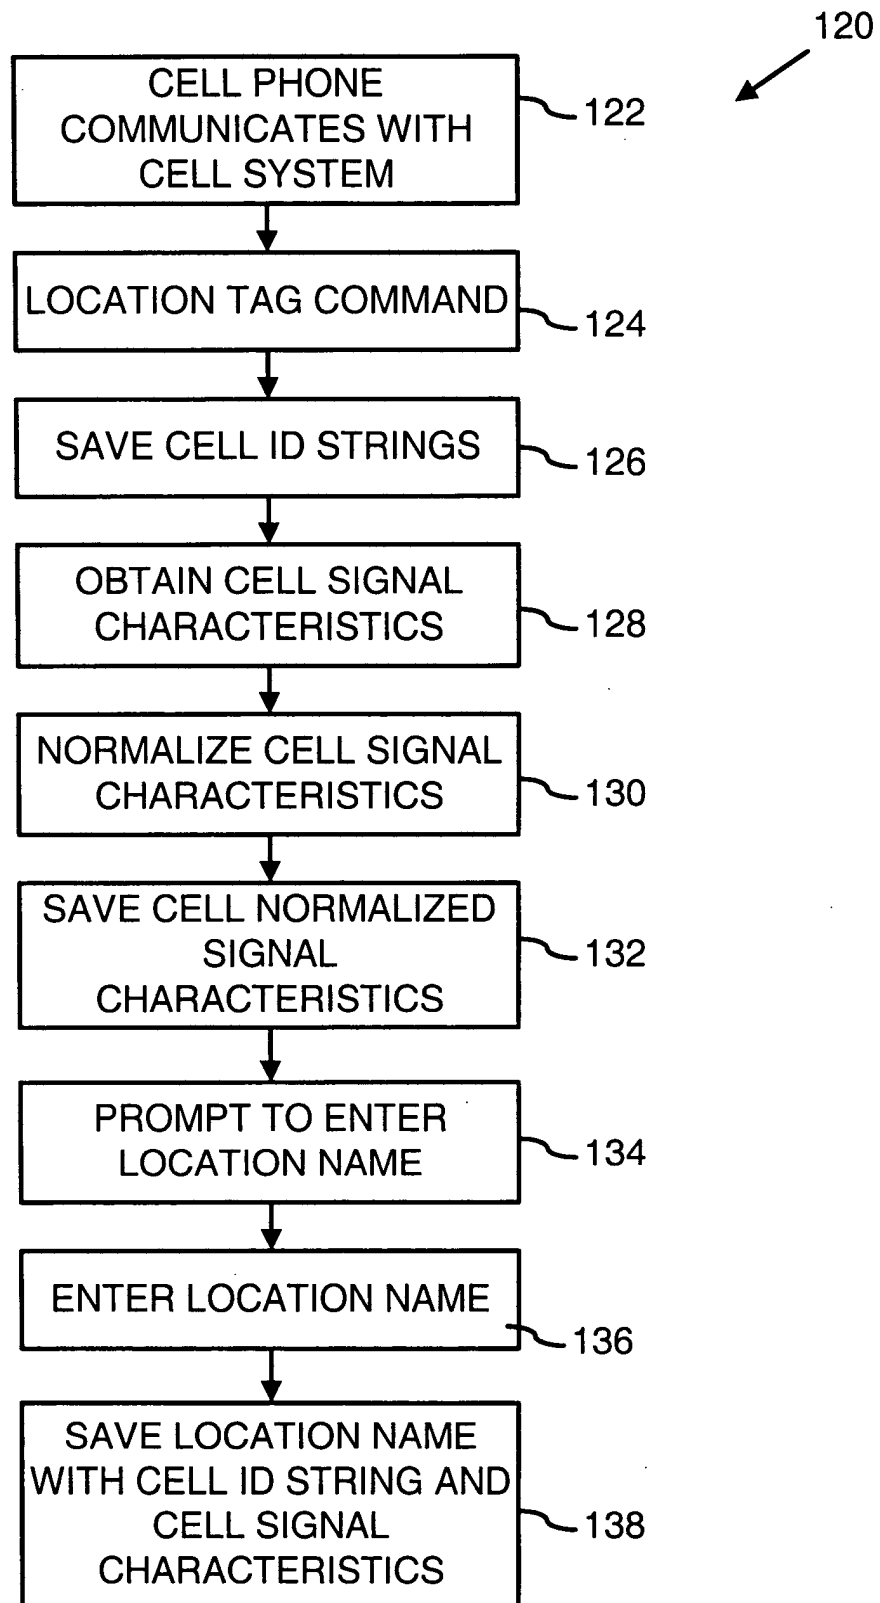 120
CELL PHONE
COMMUNICATES WITH
CELL SYSTEM
122
LOCATION TAG COMMAND
124
SAVE CELL ID STRINGS
126
OBTAIN CELL SIGNAL
CHARACTERISTICS
128
NORMALIZE CELL SIGNAL
CHARACTERISTICS
130
SAVE CELL NORMALIZED
SIGNAL
CHARACTERISTICS
132
PROMPT TO ENTER
LOCATION NAME
134
ENTER LOCATION NAME
136
SAVE LOCATION NAME
WITH CELL ID STRING AND
CELL SIGNAL
CHARACTERISTICS
138